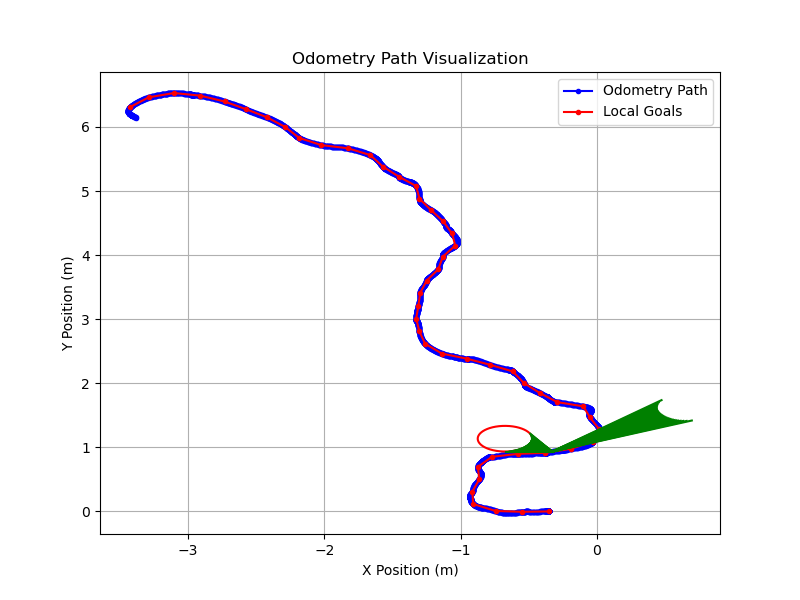 Odometry Path Visualization
Odometry Path
Local Goals
Y Position (m)
6
5
4
3
2
1
0
−3
−2
−1
0
X Position (m)